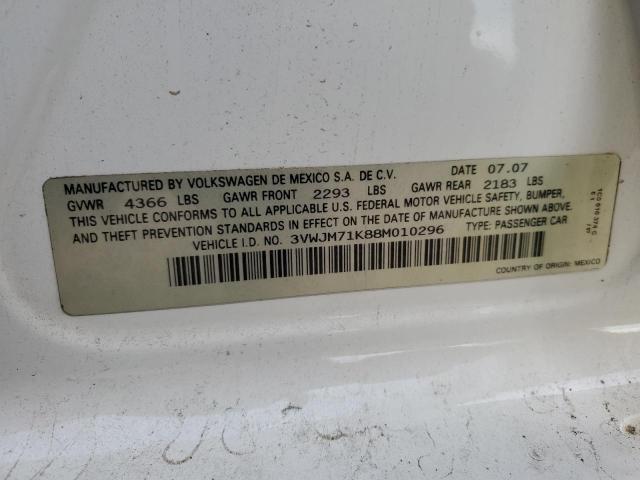 MANUFACTURED BY VOLKSWAGEN DE MEXICO S.A. DE C.V. DATE 07.07
GVWR 4366 LBS GAWR FRONT 2293 LBS GAWR REAR 2183 LBS
THIS VEHICLE CONFORMS TO ALL APPLICABLE U.S. FEDERAL MOTOR VEHICLE SAFETY, BUMPER,
AND THEFT PREVENTION STANDARDS IN EFFECT ON THE DATE OF MANUFACTURE SHOWN ABOVE.
VEHICLE I.D. NO. 3VWJM71K88M010296 TYPE: PASSENGER CAR
COUNTRY OF ORIGIN: MEXICO